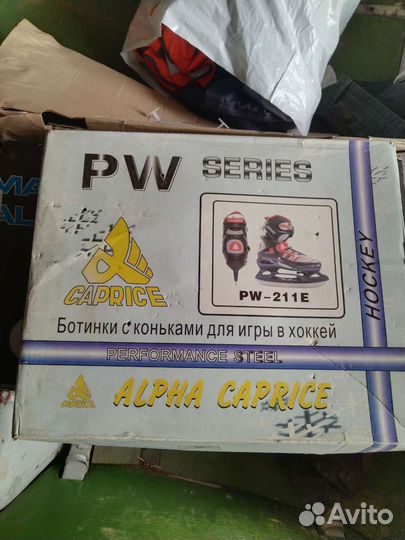 PW SERIES
CAPRICE
PW-211E
HOCKEY
Ботинки с коньками для игры в хоккей
PERFORMANCE STEEL
CAPRICE
ALPHA CAPRICE
Avito